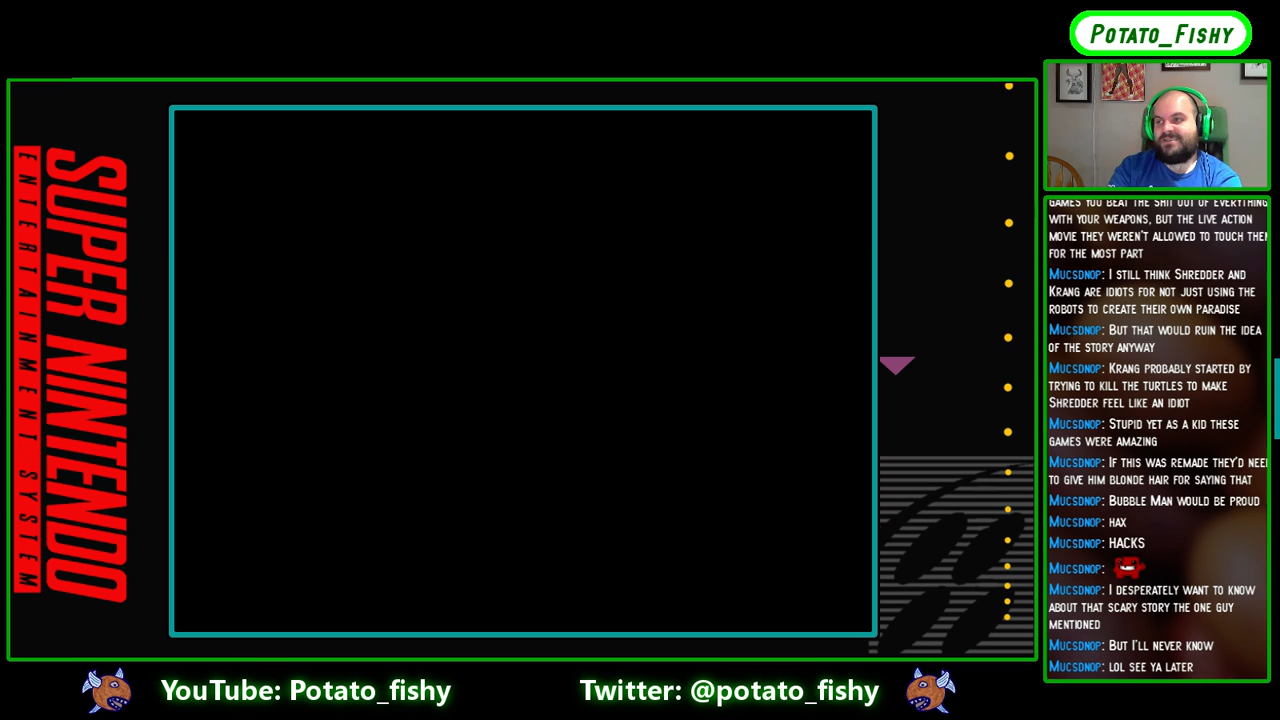 Potato_Fishy
SUPER NINTENDO
ENTERTAINMENT SYSTEM
GAMES YOU BEAT THE SHIT OUT OF EVERYTHING
WITH YOUR WEAPONS, BUT THE LIVE ACTION
MOVIE THEY WEREN'T ALLOWED TO TOUCH THEM
FOR THE MOST PART
Mucsdnop: I STILL THINK SHREDDER AND
KRANG ARE IDIOTS FOR NOT JUST USING THE
ROBOTS TO CREATE THEIR OWN PARADISE
Mucsdnop: BUT THAT WOULD RUIN THE IDEA
OF THE STORY ANYWAY
Mucsdnop: KRANG PROBABLY STARTED BY
TRYING TO KILL THE TURTLES TO MAKE
SHREDDER FEEL LIKE AN IDIOT
Mucsdnop: STUPID YET AS A KID THESE
GAMES WERE AMAZING
Mucsdnop: IF THIS WAS REMADE THEY'D NEED
TO GIVE HIM BLONDE HAIR FOR SAYING THAT
Mucsdnop: BUBBLE MAN WOULD BE PROUD
Mucsdnop: HAX
Mucsdnop: HACKS
Mucsdnop:
Mucsdnop: I DESPERATELY WANT TO KNOW
ABOUT THAT SCARY STORY THE ONE GUY
MENTIONED
Mucsdnop: BUT I'LL NEVER KNOW
Mucsdnop: LOL SEE YA LATER
YouTube: Potato_fishy
Twitter: @potato_fishy